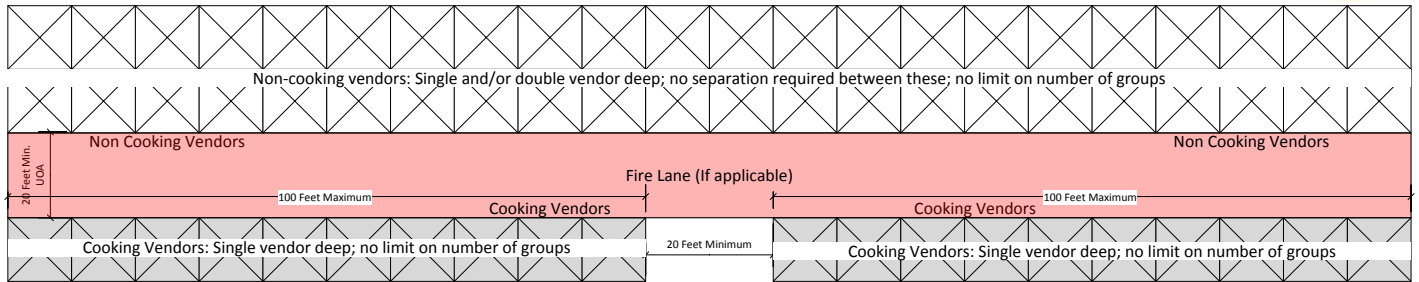 Non-cooking vendors: Single and/or double vendor deep; no separation required between these; no limit on number of groups
Non Cooking Vendors
Non Cooking Vendors
20 Feet Min.
UOA
Fire Lane (If applicable)
100 Feet Maximum
100 Feet Maximum
Cooking Vendors
Cooking Vendors
Cooking Vendors: Single vendor deep; no limit on number of groups
20 Feet Minimum
Cooking Vendors: Single vendor deep; no limit on number of groups